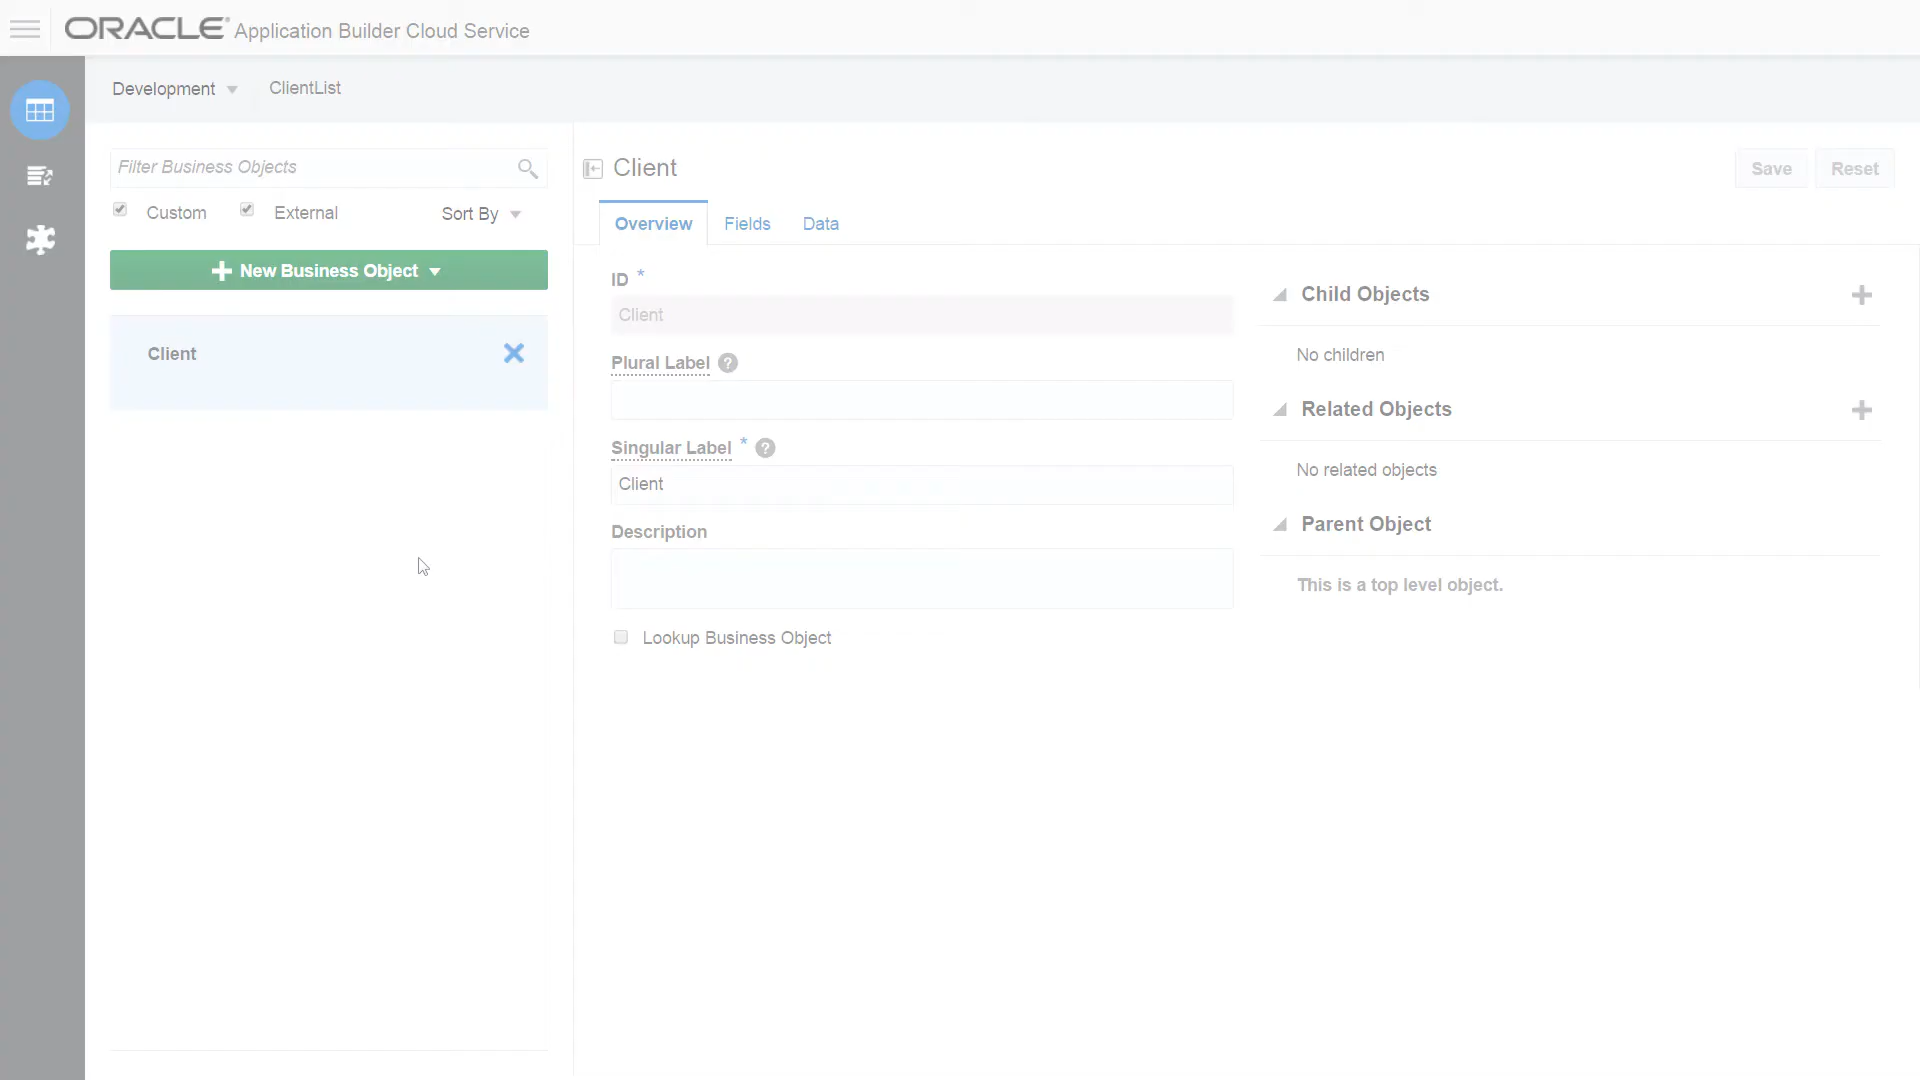 ORACLE Application Builder Cloud Service
Development ClientList
Filter Business Objects
Custom External Sort By
New Business Object
Client
Client
Save Reset
Overview Fields Data
ID *
Client
Plural Label ?
Singular Label * ?
Client
Description
Lookup Business Object
Child Objects
No children
Related Objects
No related objects
Parent Object
This is a top level object.